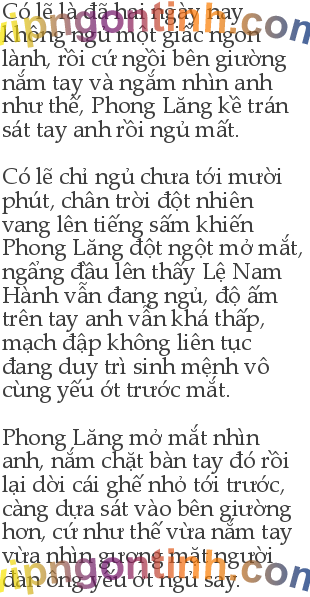 Có lẽ là đã hai ngày nay
không ngủ một giấc ngon
lành, rồi cứ ngồi bên giường
nắm tay và ngắm nhìn anh
như thế, Phong Lăng kề trán
sát tay anh rồi ngủ mất.

Có lẽ chỉ ngủ chưa tới mười
phút, chân trời đột nhiên
vang lên tiếng sấm khiến
Phong Lăng đột ngột mở mắt,
ngẩng đầu lên thấy Lệ Nam
Hành vẫn đang ngủ, độ ấm
trên tay anh vẫn khá thấp,
mạch đập không liên tục
đang duy trì sinh mệnh vô
cùng yếu ớt trước mắt.

Phong Lăng mở mắt nhìn
anh, nắm chặt bàn tay đó rồi
lại dời cái ghế nhỏ tới trước,
càng dựa sát vào bên giường
hơn, cứ như thế vừa nắm tay
vừa nhìn gương mặt người
đàn ông yếu ớt ngủ say.
vipngontinh.com
vipngontinh.com